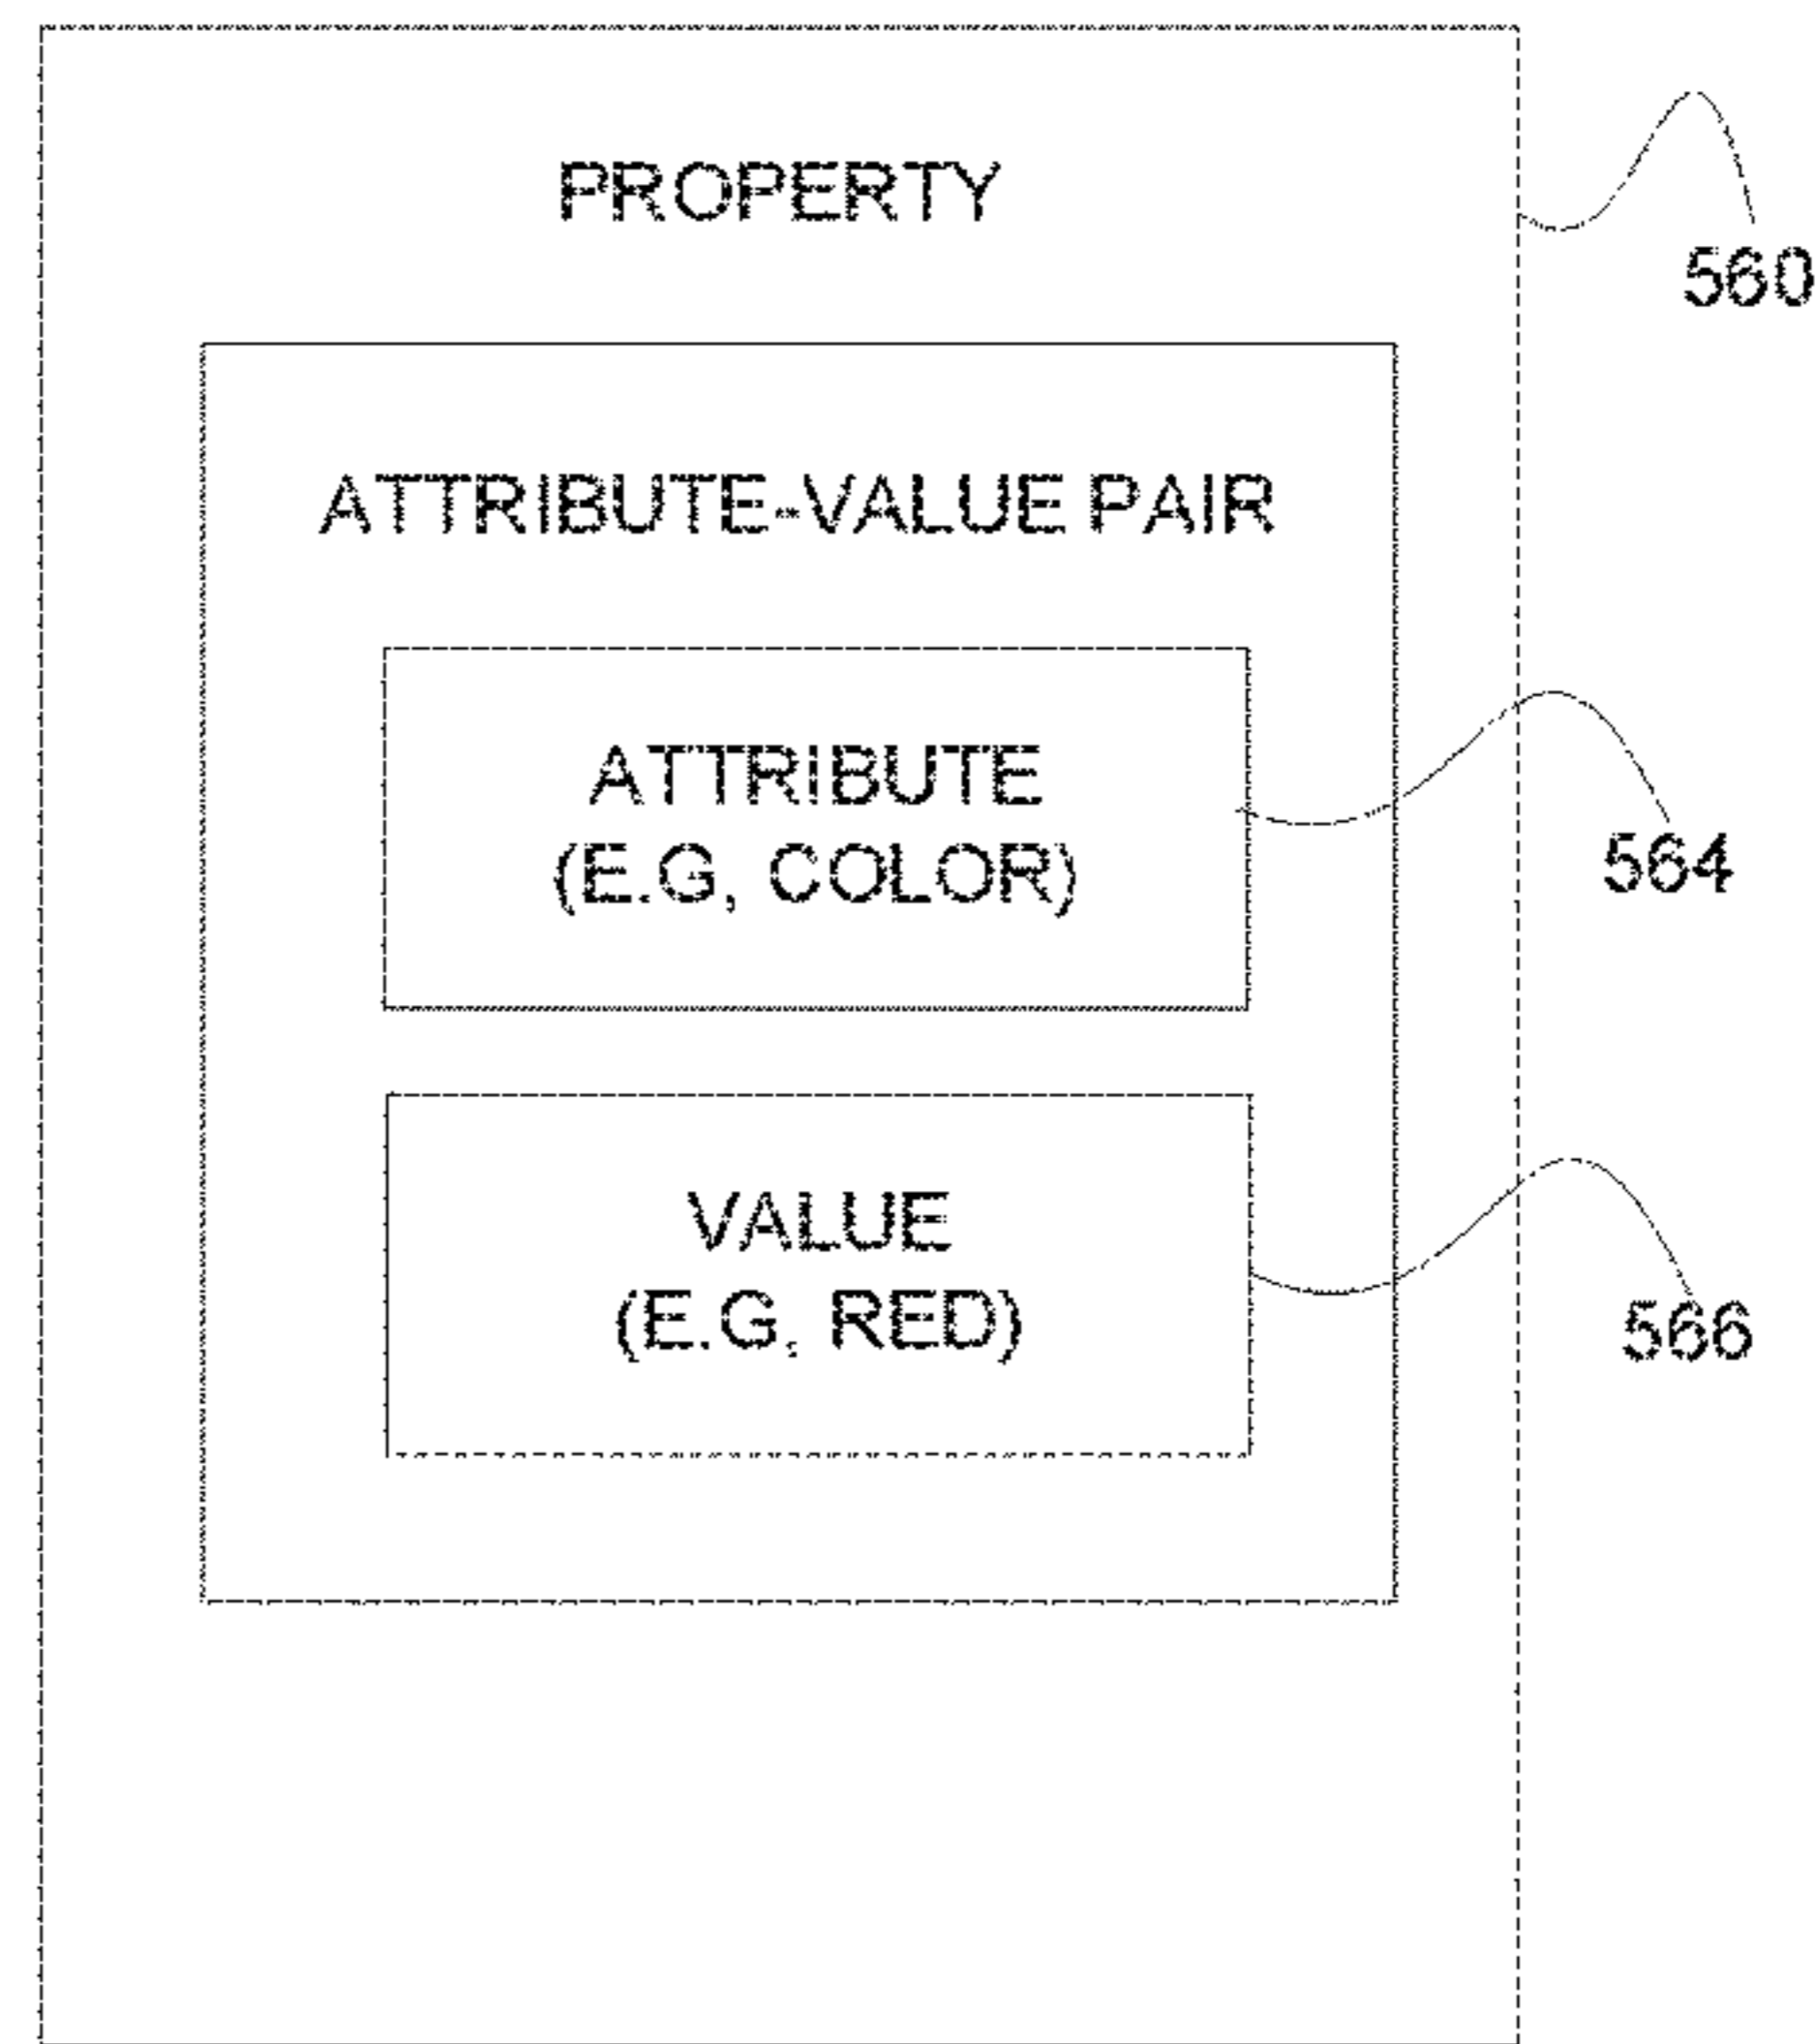 PROPERTY
560
ATTRIBUTE-VALUE PAIR
ATTRIBUTE
(E.G, COLOR)
564
VALUE
(E.G, RED)
566